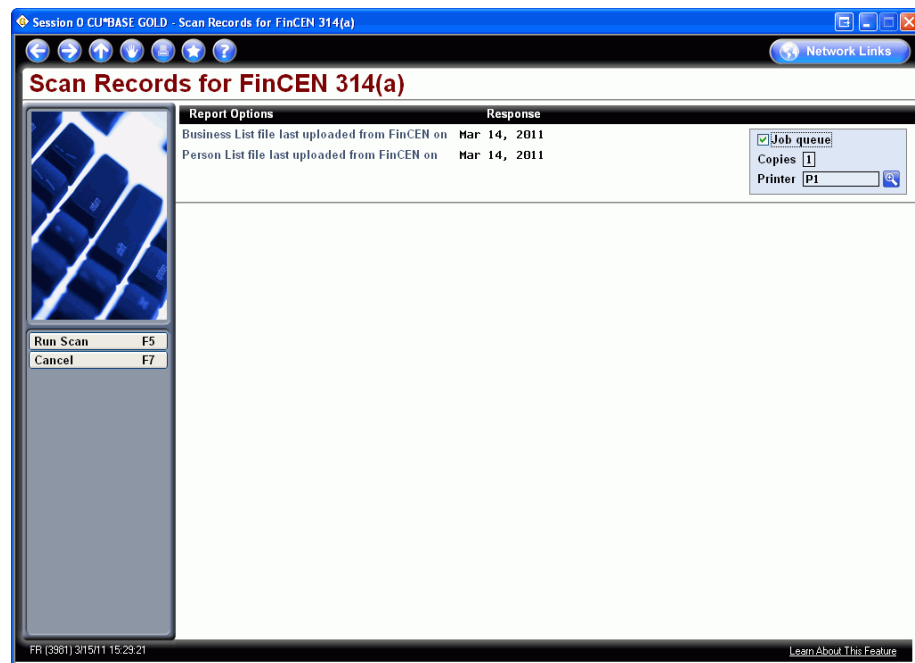 Session 0 CU*BASE GOLD - Scan Records for FinCEN 314(a)
Network Links
Scan Records for FinCEN 314(a)
Report Options Response
Business List file last uploaded from FinCEN on Mar 14, 2011
Person List file last uploaded from FinCEN on Mar 14, 2011
Job queue
Copies 1
Printer P1
Run Scan F5
Cancel F7
FR (3981) 3/15/11 15:29:21
Learn About This Feature